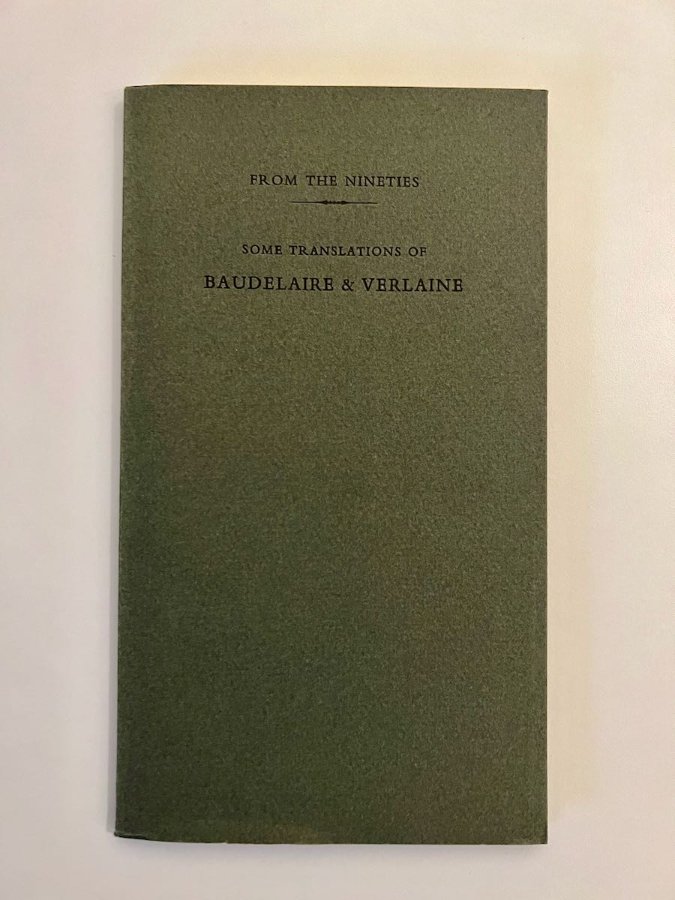 FROM THE NINETIES
SOME TRANSLATIONS OF
BAUDELAIRE & VERLAINE